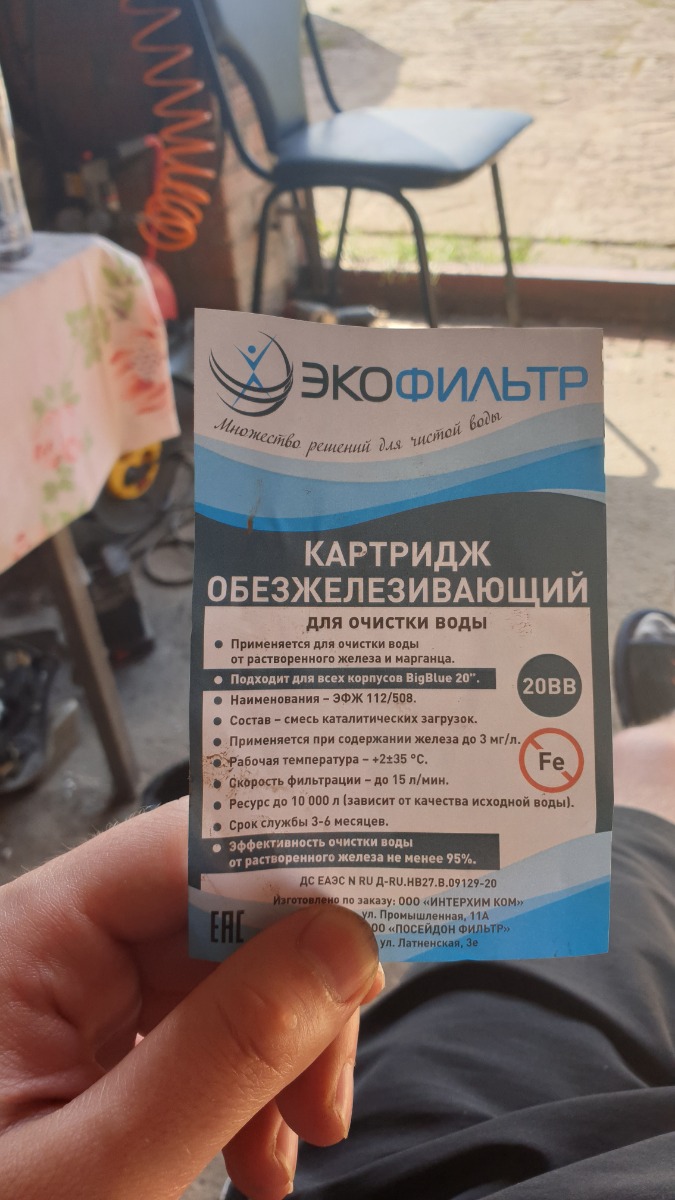 ЭКОФИЛЬТР
Множество решений для чистой воды
КАРТРИДЖ
ОБЕЗЖЕЛЕЗИВАЮЩИЙ
ДЛЯ ОЧИСТКИ ВОДЫ
• Применяется для очистки воды
от растворенного железа и марганца.
• Подходит для всех корпусов BigBlue 20".
20BB
• Наименования – ЭФЖ 112/508.
• Состав – смесь каталитических загрузок.
• Применяется при содержании железа до 3 мг/л.
Fe
• Рабочая температура – +2±35 °С.
• Скорость фильтрации – до 15 л/мин.
• Ресурс до 10 000 л (зависит от качества исходной воды).
• Срок службы 3-6 месяцев.
• Эффективность очистки воды
от растворенного железа не менее 95%.
ДС ЕАЭС N RU Д-RU.НВ27.В.09129-20
Изготовлено по заказу: ООО «ИНТЕРХИМ КОМ»
ул. Промышленная, 11А
«ПОСЕЙДОН ФИЛЬТР»
ул. Латненская, 3е
EAC